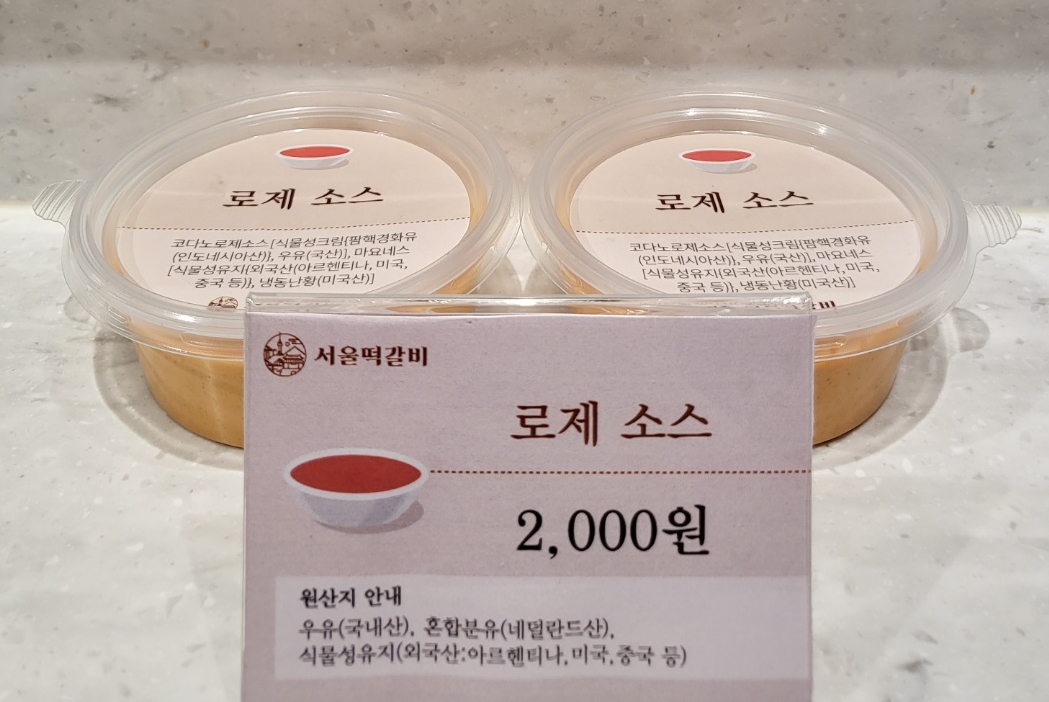 로제 소스
코다노로제소스[식물성크림{팜핵경화유
(인도네시아산)}, 우유(국산)], 마요네스
[식물성유지{외국산(아르헨티나, 미국,
중국 등)}, 냉동난황(미국산)]
로제 소스
코다노로제소스[식물성크림{팜핵경화유
(인도네시아산)}, 우유(국산)], 마요네스
[식물성유지{외국산(아르헨티나, 미국,
중국 등)}, 냉동난황(미국산)]
서울떡갈비
로제 소스
2,000원
원산지 안내
우유(국내산), 혼합분유(네덜란드산),
식물성유지(외국산:아르헨티나,미국,중국 등)